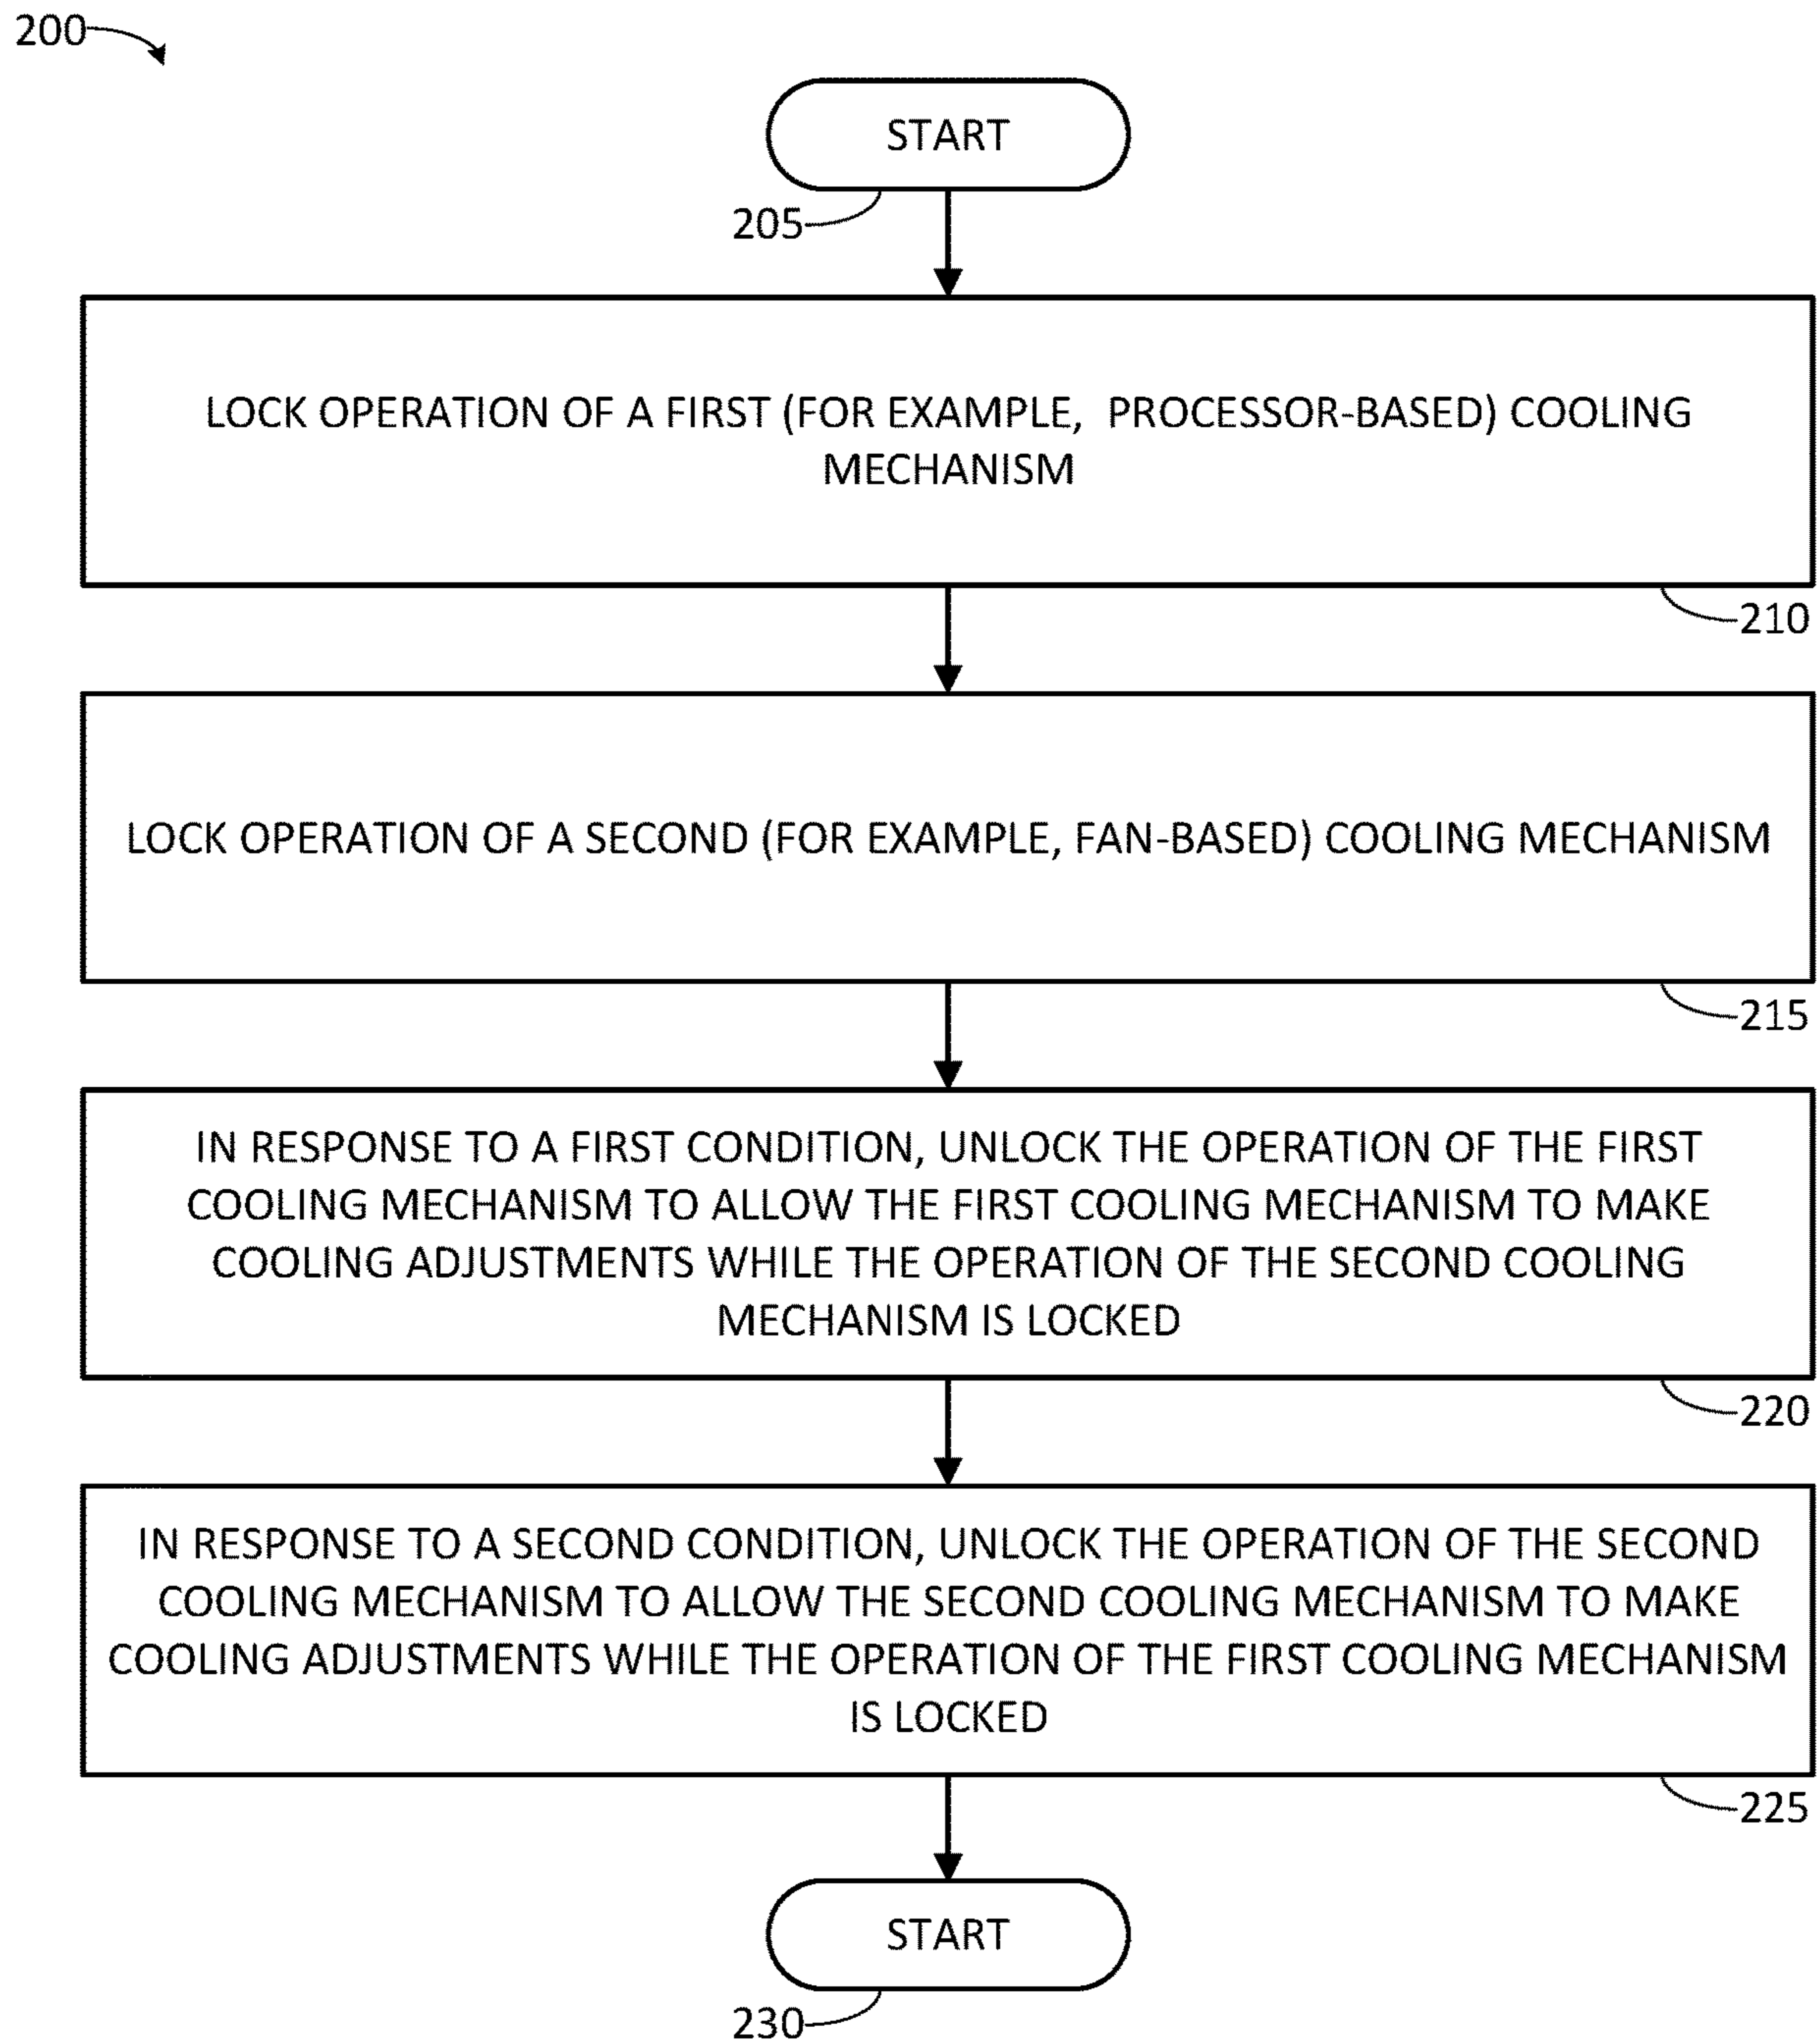 200
START
205
LOCK OPERATION OF A FIRST (FOR EXAMPLE, PROCESSOR-BASED) COOLING
MECHANISM
210
LOCK OPERATION OF A SECOND (FOR EXAMPLE, FAN-BASED) COOLING MECHANISM
215
IN RESPONSE TO A FIRST CONDITION, UNLOCK THE OPERATION OF THE FIRST
COOLING MECHANISM TO ALLOW THE FIRST COOLING MECHANISM TO MAKE
COOLING ADJUSTMENTS WHILE THE OPERATION OF THE SECOND COOLING
MECHANISM IS LOCKED
220
IN RESPONSE TO A SECOND CONDITION, UNLOCK THE OPERATION OF THE SECOND
COOLING MECHANISM TO ALLOW THE SECOND COOLING MECHANISM TO MAKE
COOLING ADJUSTMENTS WHILE THE OPERATION OF THE FIRST COOLING MECHANISM
IS LOCKED
225
START
230